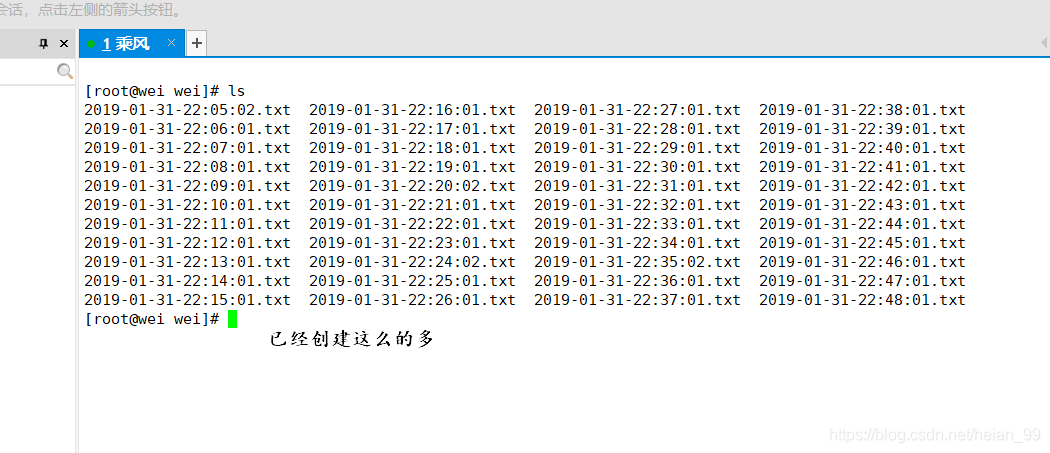 会话，点击左侧的箭头按钮。
1 乘风
[root@wei wei]# ls
2019-01-31-22:05:02.txt 2019-01-31-22:16:01.txt 2019-01-31-22:27:01.txt 2019-01-31-22:38:01.txt
2019-01-31-22:06:01.txt 2019-01-31-22:17:01.txt 2019-01-31-22:28:01.txt 2019-01-31-22:39:01.txt
2019-01-31-22:07:01.txt 2019-01-31-22:18:01.txt 2019-01-31-22:29:01.txt 2019-01-31-22:40:01.txt
2019-01-31-22:08:01.txt 2019-01-31-22:19:01.txt 2019-01-31-22:30:01.txt 2019-01-31-22:41:01.txt
2019-01-31-22:09:01.txt 2019-01-31-22:20:02.txt 2019-01-31-22:31:01.txt 2019-01-31-22:42:01.txt
2019-01-31-22:10:01.txt 2019-01-31-22:21:01.txt 2019-01-31-22:32:01.txt 2019-01-31-22:43:01.txt
2019-01-31-22:11:01.txt 2019-01-31-22:22:01.txt 2019-01-31-22:33:01.txt 2019-01-31-22:44:01.txt
2019-01-31-22:12:01.txt 2019-01-31-22:23:01.txt 2019-01-31-22:34:01.txt 2019-01-31-22:45:01.txt
2019-01-31-22:13:01.txt 2019-01-31-22:24:02.txt 2019-01-31-22:35:02.txt 2019-01-31-22:46:01.txt
2019-01-31-22:14:01.txt 2019-01-31-22:25:01.txt 2019-01-31-22:36:01.txt 2019-01-31-22:47:01.txt
2019-01-31-22:15:01.txt 2019-01-31-22:26:01.txt 2019-01-31-22:37:01.txt 2019-01-31-22:48:01.txt
[root@wei wei]#
已经创建这么的多
https://blog.csdn.net/heian_99